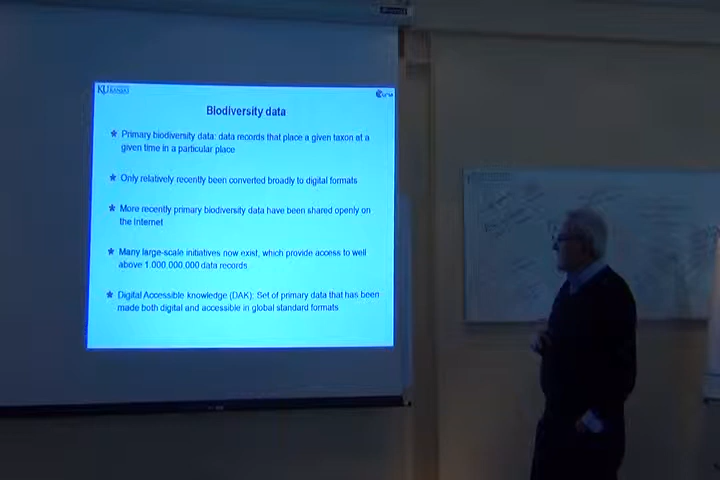 KU
KANSAS
Biodiversity data
Primary biodiversity data: data records that place a given taxon at a
given time in a particular place
Only relatively recently been converted broadly to digital formats
More recently primary biodiversity data have been shared openly on
the Internet
Many large-scale initiatives now exist, which provide access to well
above 1.000.000.000 data records
Digital Accessible knowledge (DAK): Set of primary data that has been
made both digital and accessible in global standard formats